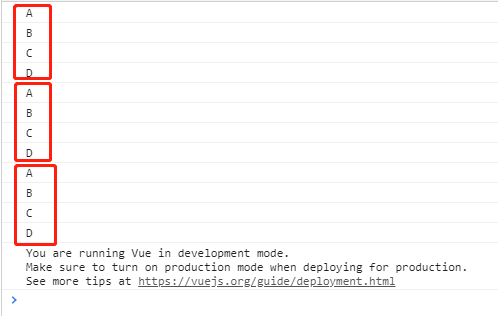 A
B
C
D
A
B
C
D
A
B
C
D
You are running Vue in development mode.
Make sure to turn on production mode when deploying for production.
See more tips at https://vuejs.org/guide/deployment.html
>